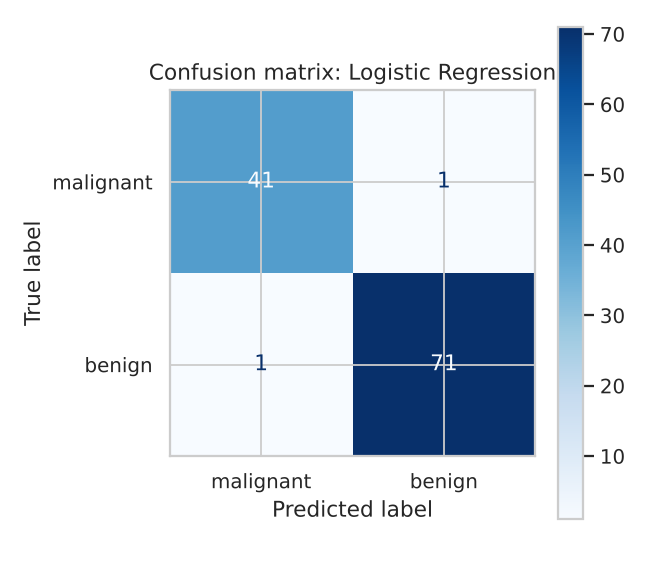 Confusion matrix: Logistic Regression
70
60
50
40
30
20
10
True label
malignant
41
1
benign
1
71
malignant
benign
Predicted label